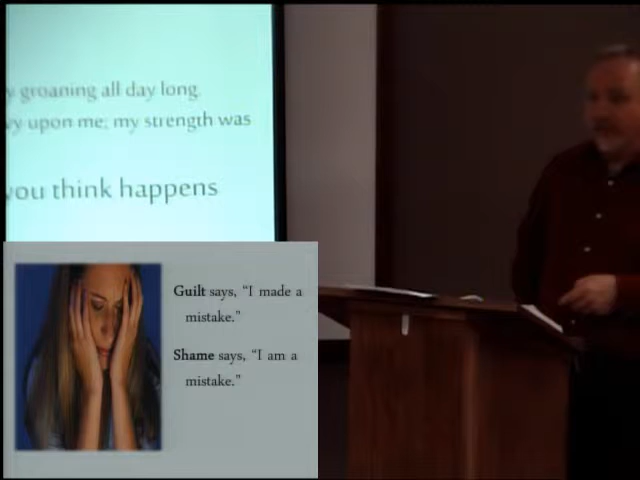 groaning all day long.
upon me; my strength was
you think happens
Guilt says, “I made a
mistake.”
Shame says, “I am a
mistake.”